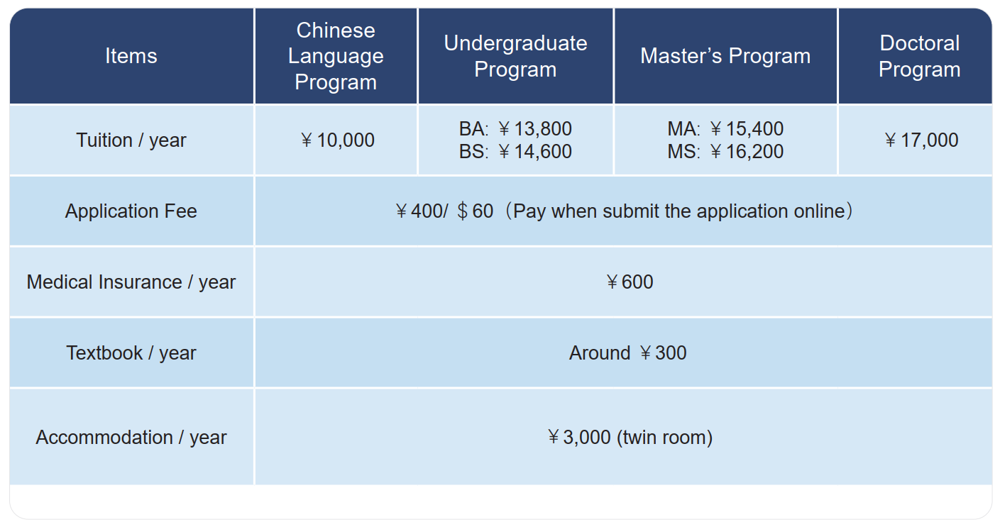 Items
Chinese
Language
Program
Undergraduate
Program
Master’s Program
Doctoral
Program
Tuition / year
￥10,000
BA: ￥13,800
BS: ￥14,600
MA: ￥15,400
MS: ￥16,200
￥17,000
Application Fee
￥400/ ＄60（Pay when submit the application online）
Medical Insurance / year
￥600
Textbook / year
Around ￥300
Accommodation / year
￥3,000 (twin room)